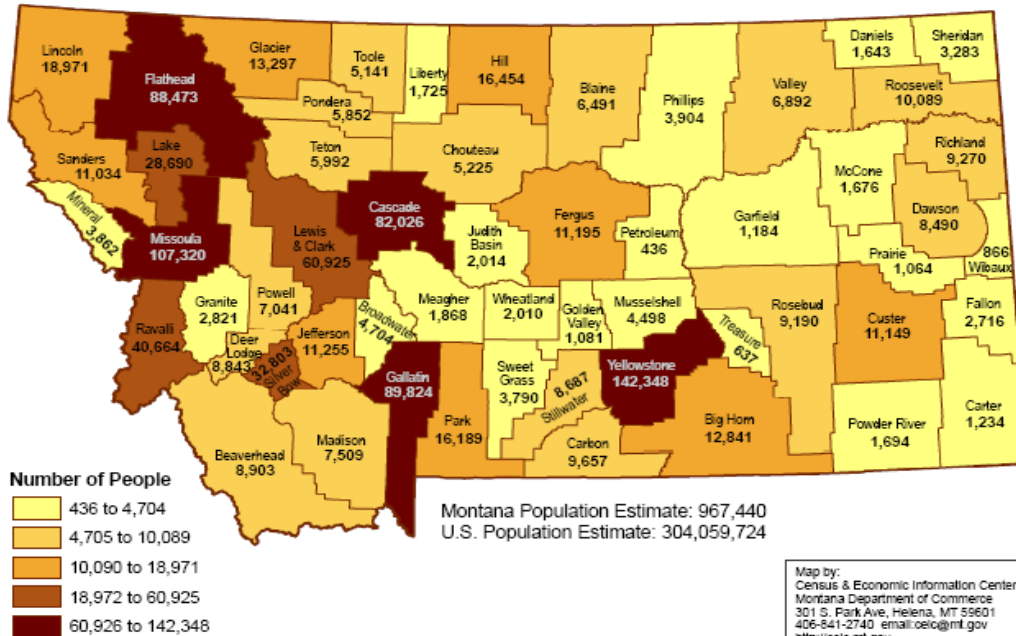 Lincoln
18,971
Flathead
88,473
Glacier
13,297
Toole
5,141
Liberty
1,725
Hill
16,454
Blaine
6,491
Phillips
3,904
Valley
6,892
Daniels
1,643
Sheridan
3,283
Roosevelt
10,089
Pondera
5,852
Teton
5,992
Chouteau
5,225
Richland
9,270
McCone
1,676
Dawson
8,490
Sanders
11,034
Lake
28,690
Mineral
3,862
Missoula
107,320
Lewis
& Clark
60,925
Cascade
82,026
Judith
Basin
2,014
Fergus
11,195
Petroleum
436
Garfield
1,184
Prairie
1,064
866
Wibaux
Granite
2,821
Powell
7,041
Ravalli
40,664
Deer
Lodge
8,843
32,803
Silver
Bow
Jefferson
11,255
Broadwater
4,704
Meagher
1,868
Wheatland
2,010
Golden
Valley
1,081
Musselshell
4,498
Treasure
637
Rosebud
9,190
Custer
11,149
Fallon
2,716
Gallatin
89,824
Park
16,189
Sweet
Grass
3,790
8,687
Stillwater
Yellowstone
142,348
Big Horn
12,841
Powder River
1,694
Carter
1,234
Beaverhead
8,903
Madison
7,509
Carbon
9,657
Number of People
436 to 4,704
4,705 to 10,089
10,090 to 18,971
18,972 to 60,925
60,926 to 142,348
Montana Population Estimate: 967,440
U.S. Population Estimate: 304,059,724
Map by:
Census & Economic Information Center
Montana Department of Commerce
301 S. Park Ave, Helena, MT 59601
406-841-2740 email:ceic@mt.gov